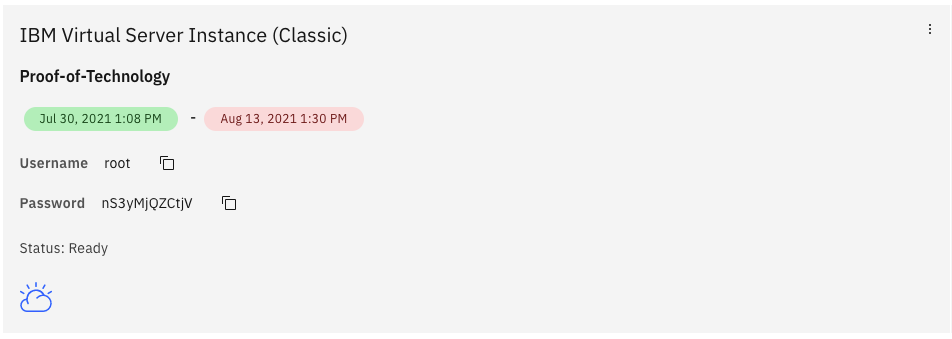 IBM Virtual Server Instance (Classic)
Proof-of-Technology
Jul 30, 2021 1:08 PM - Aug 13, 2021 1:30 PM
Username root
Password nS3yMjQZCtjV
Status: Ready